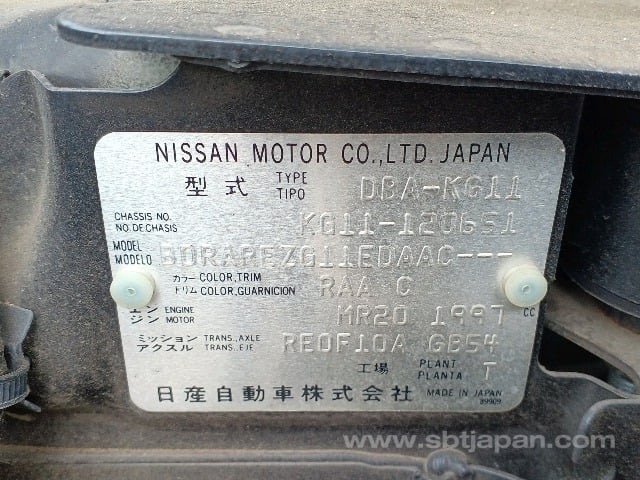 NISSAN MOTOR CO.,LTD. JAPAN
型式 TYPE TIPO DBA-KG11
CHASSIS NO. NO. DE CHASIS KG11-120651
MODEL MODELO BDRAREZG11EDAAC---
カラー COLOR,TRIM トリム COLOR,GUARNICION RAA C
エンジン ENGINE MOTOR MR20 1997 CC
ミッション TRANS.,AXLE アクスル TRANS.,EJE RE0F10A GB54
工場 PLANT PLANTA T
日産自動車株式会社 MADE IN JAPAN
89909
www.sbtjapan.com